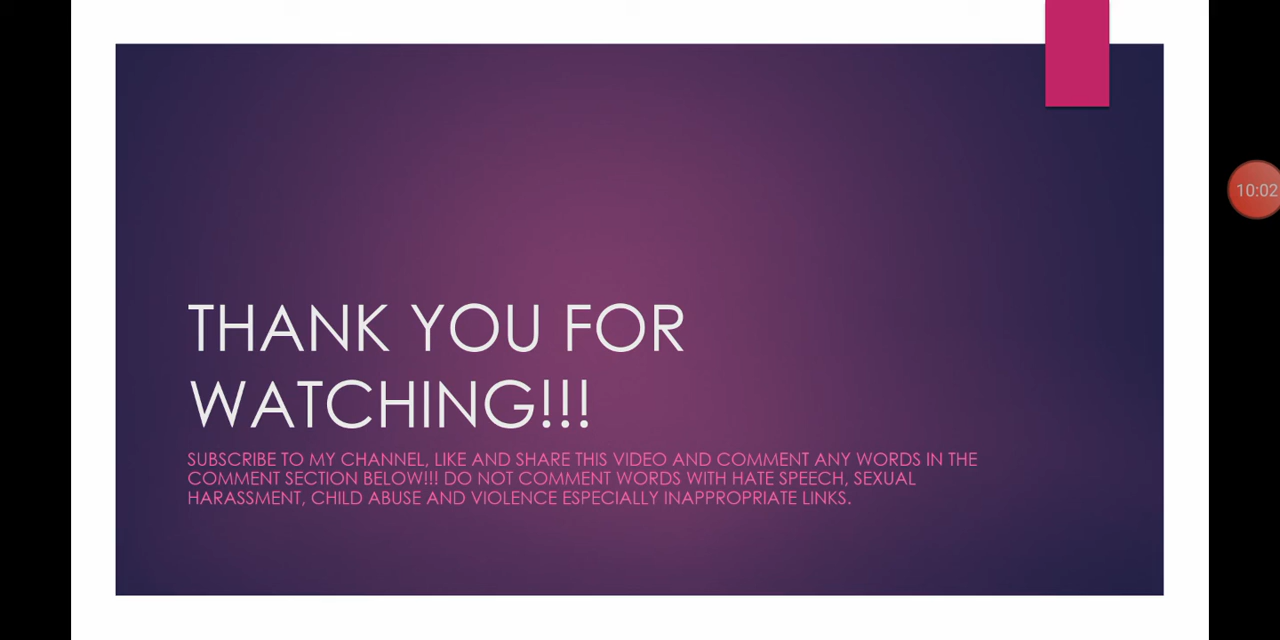 THANK YOU FOR
WATCHING!!!
SUBSCRIBE TO MY CHANNEL, LIKE AND SHARE THIS VIDEO AND COMMENT ANY WORDS IN THE
COMMENT SECTION BELOW!!! DO NOT COMMENT WORDS WITH HATE SPEECH, SEXUAL
HARASSMENT, CHILD ABUSE AND VIOLENCE ESPECIALLY INAPPROPRIATE LINKS.
10:02